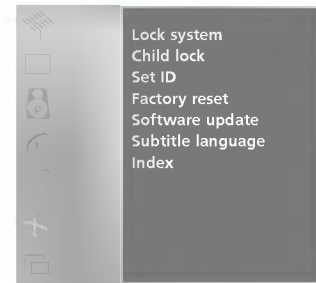 Lock system
Child lock
Set ID
Factory reset
Software update
Subtitle language
Index